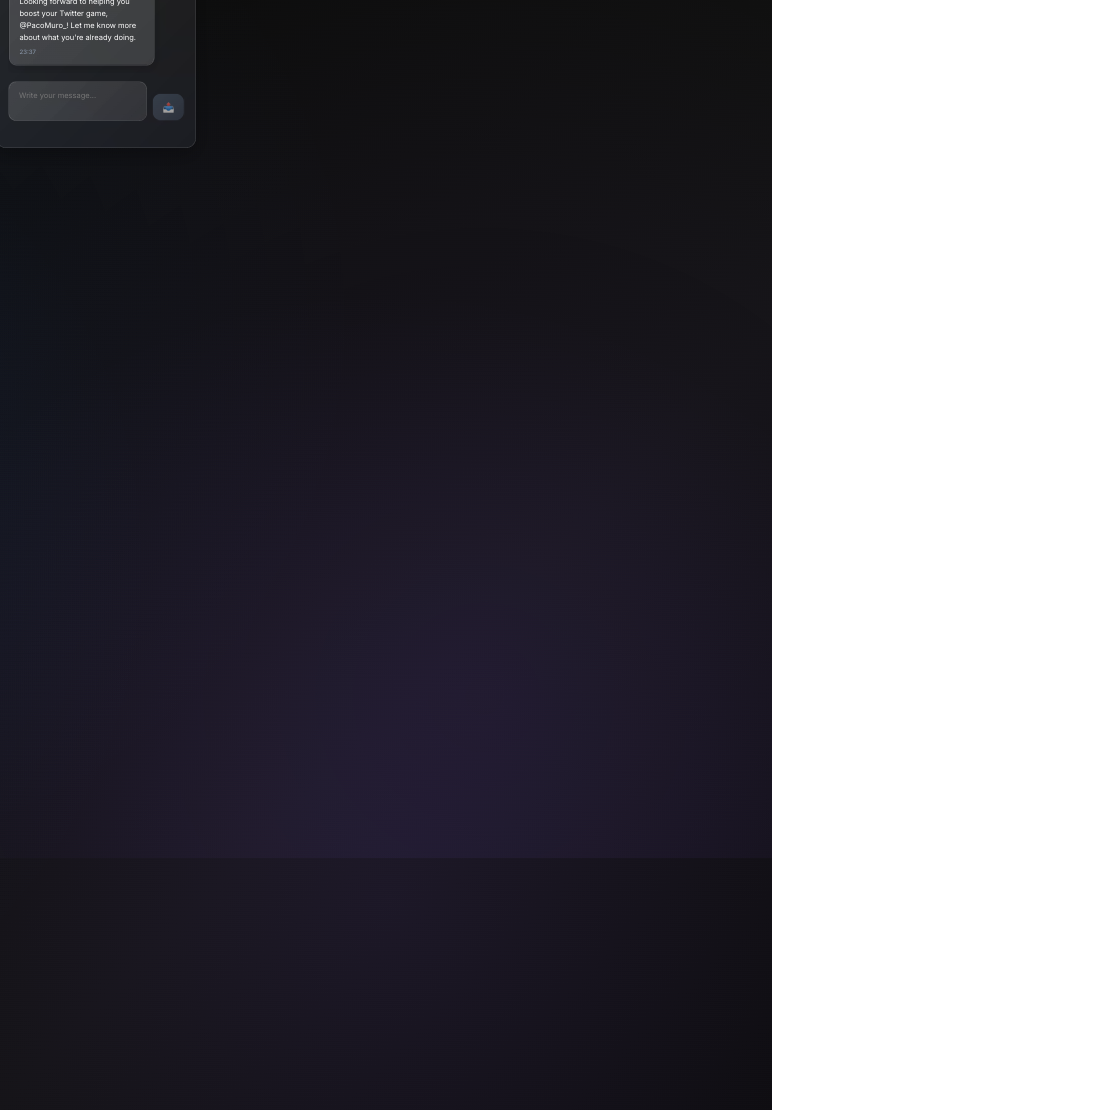 Looking forward to helping you
boost your Twitter game,
@PacoMuro_! Let me know more
about what you're already doing.
23:37
Write your message...